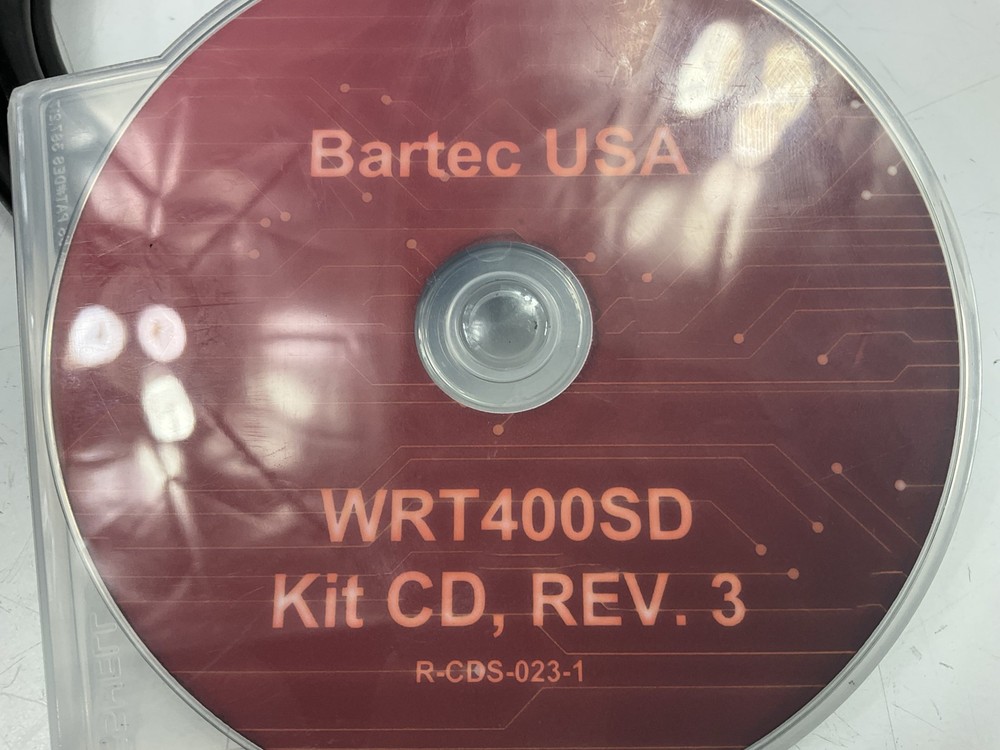 Bartec USA
WRT400SD
Kit CD, REV. 3
R-CDS-023-1